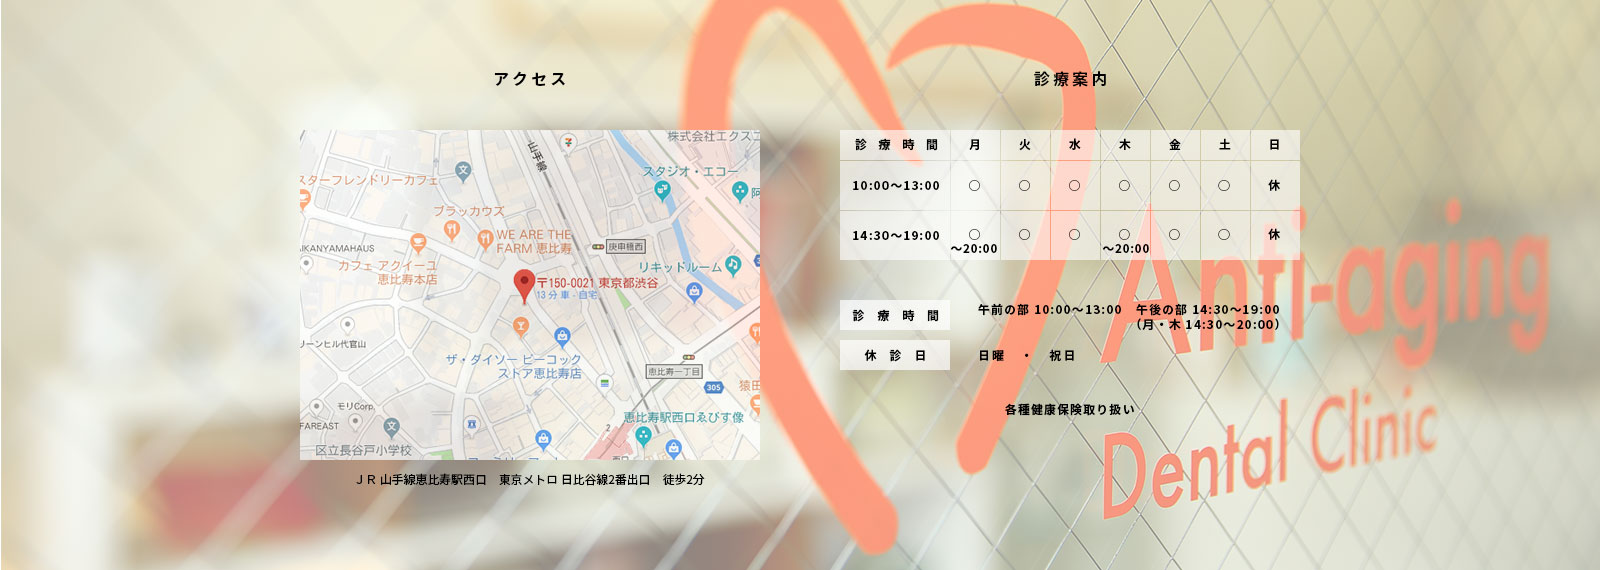 アクセス
株式会社エクス
山手線
スタジオ・エコー
スターフレンドリーカフェ
ブラッカウズ
WE ARE THE
FARM 恵比寿
庚申橋西
AIKANYAMAHAUS
カフェ アクイーユ
恵比寿本店
リキッドルーム
〒150-0021 東京都渋谷
13 分 車 - 自宅
リーンヒル代官山
ザ・ダイソー ピーコック
ストア恵比寿店
恵比寿一丁目
305
猿田
モリCorp.
FAREAST
恵比寿駅西口ゑびす像
区立長谷戸小学校
2
西口
ＪＲ 山手線恵比寿駅西口　東京メトロ 日比谷線2番出口　徒歩2分
診療案内
診 療 時 間 月 火 水 木 金 土 日
10:00〜13:00 ○ ○ ○ ○ ○ ○ 休
14:30〜19:00 ○ ○ ○ ○ ○ ○ 休
〜20:00 〜20:00
診 療 時 間 午前の部 10:00〜13:00　午後の部 14:30〜19:00
（月・木 14:30〜20:00）
休 診 日 日曜 ・ 祝日
各種健康保険取り扱い
Anti-aging
Dental Clinic